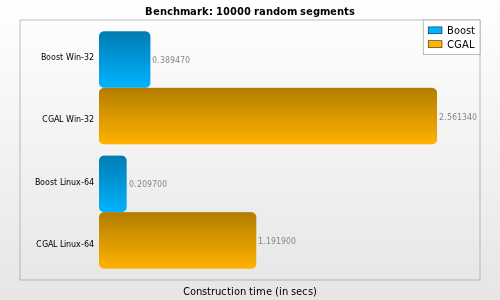 Benchmark: 10000 random segments
Boost
CGAL
Boost Win-32
0.389470
CGAL Win-32
2.561340
Boost Linux-64
0.209700
CGAL Linux-64
1.191900
Construction time (in secs)